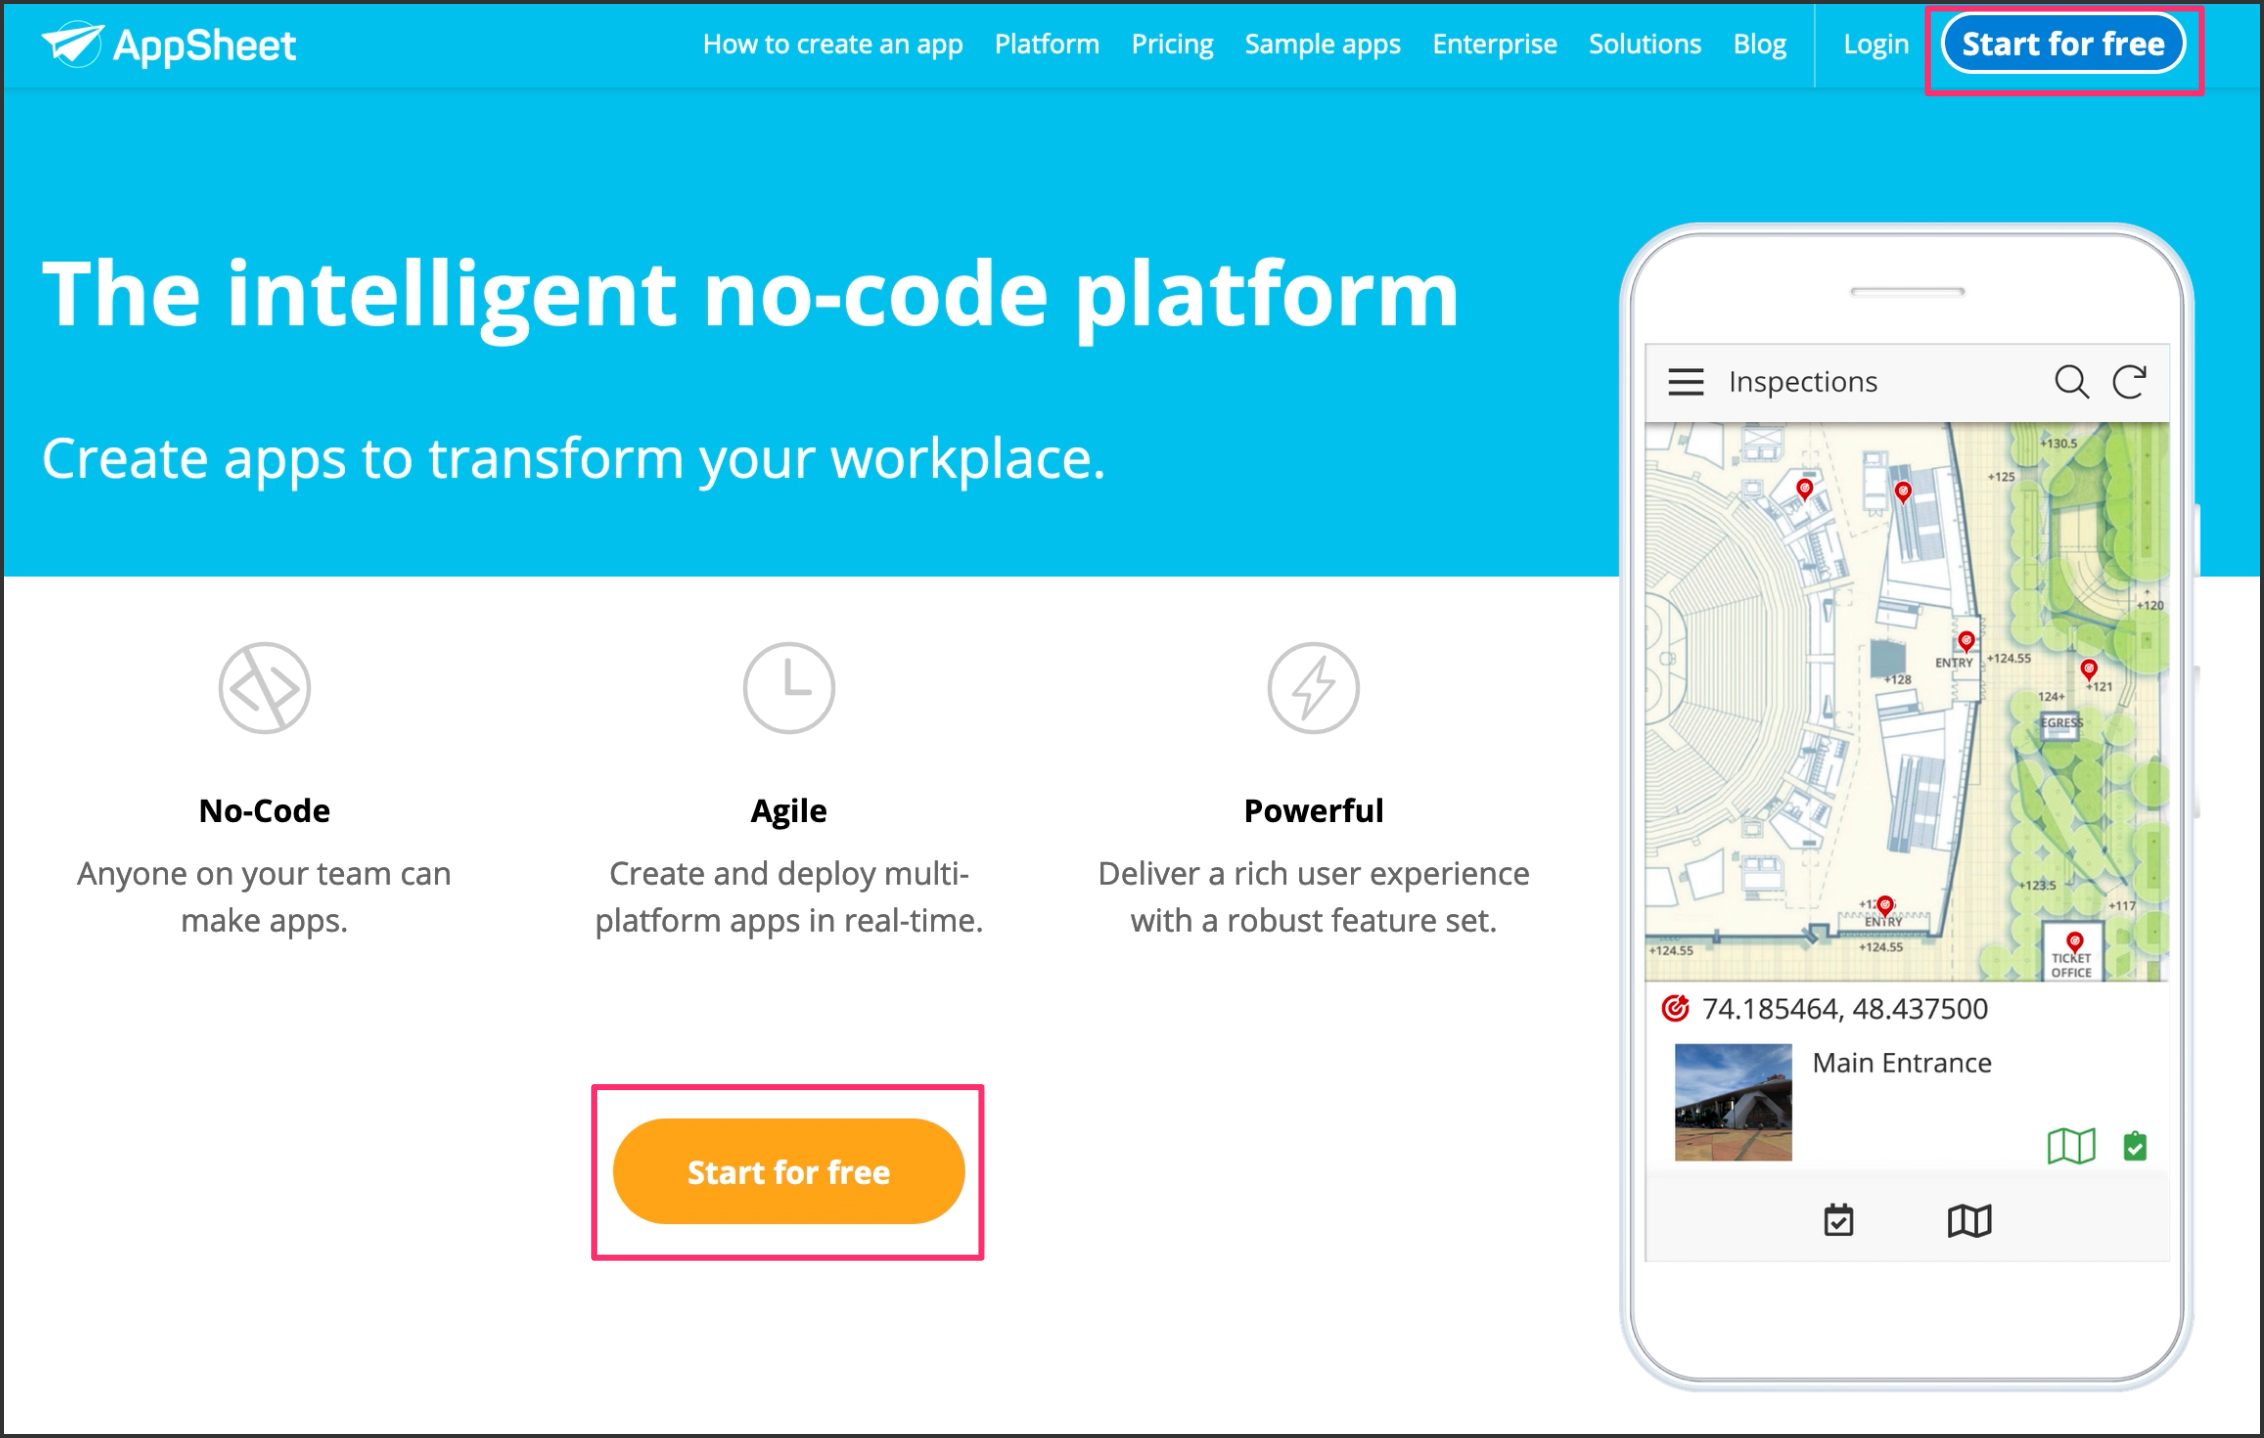 AppSheet
How to create an app Platform Pricing Sample apps Enterprise Solutions Blog Login Start for free
The intelligent no-code platform
Create apps to transform your workplace.
No-Code
Anyone on your team can
make apps.
Agile
Create and deploy multi-
platform apps in real-time.
Powerful
Deliver a rich user experience
with a robust feature set.
Start for free
Inspections
+130.5
+125
+120
ENTRY
+124.55
+128
+121
124+
EGRESS
+123.5
+117
ENTRY
+124.55
+124.55
TICKET
OFFICE
74.185464, 48.437500
Main Entrance